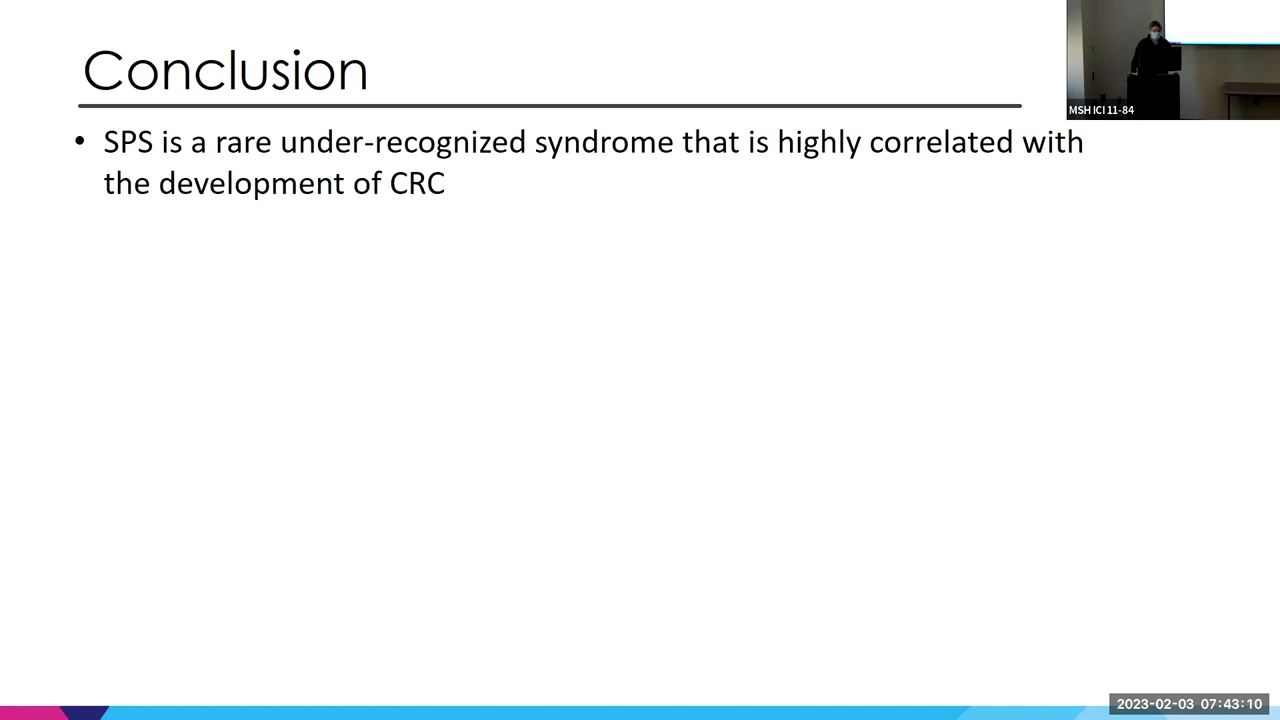 Conclusion
MSH ICI 11-84
• SPS is a rare under-recognized syndrome that is highly correlated with
the development of CRC
2023-02-03 07:43:10